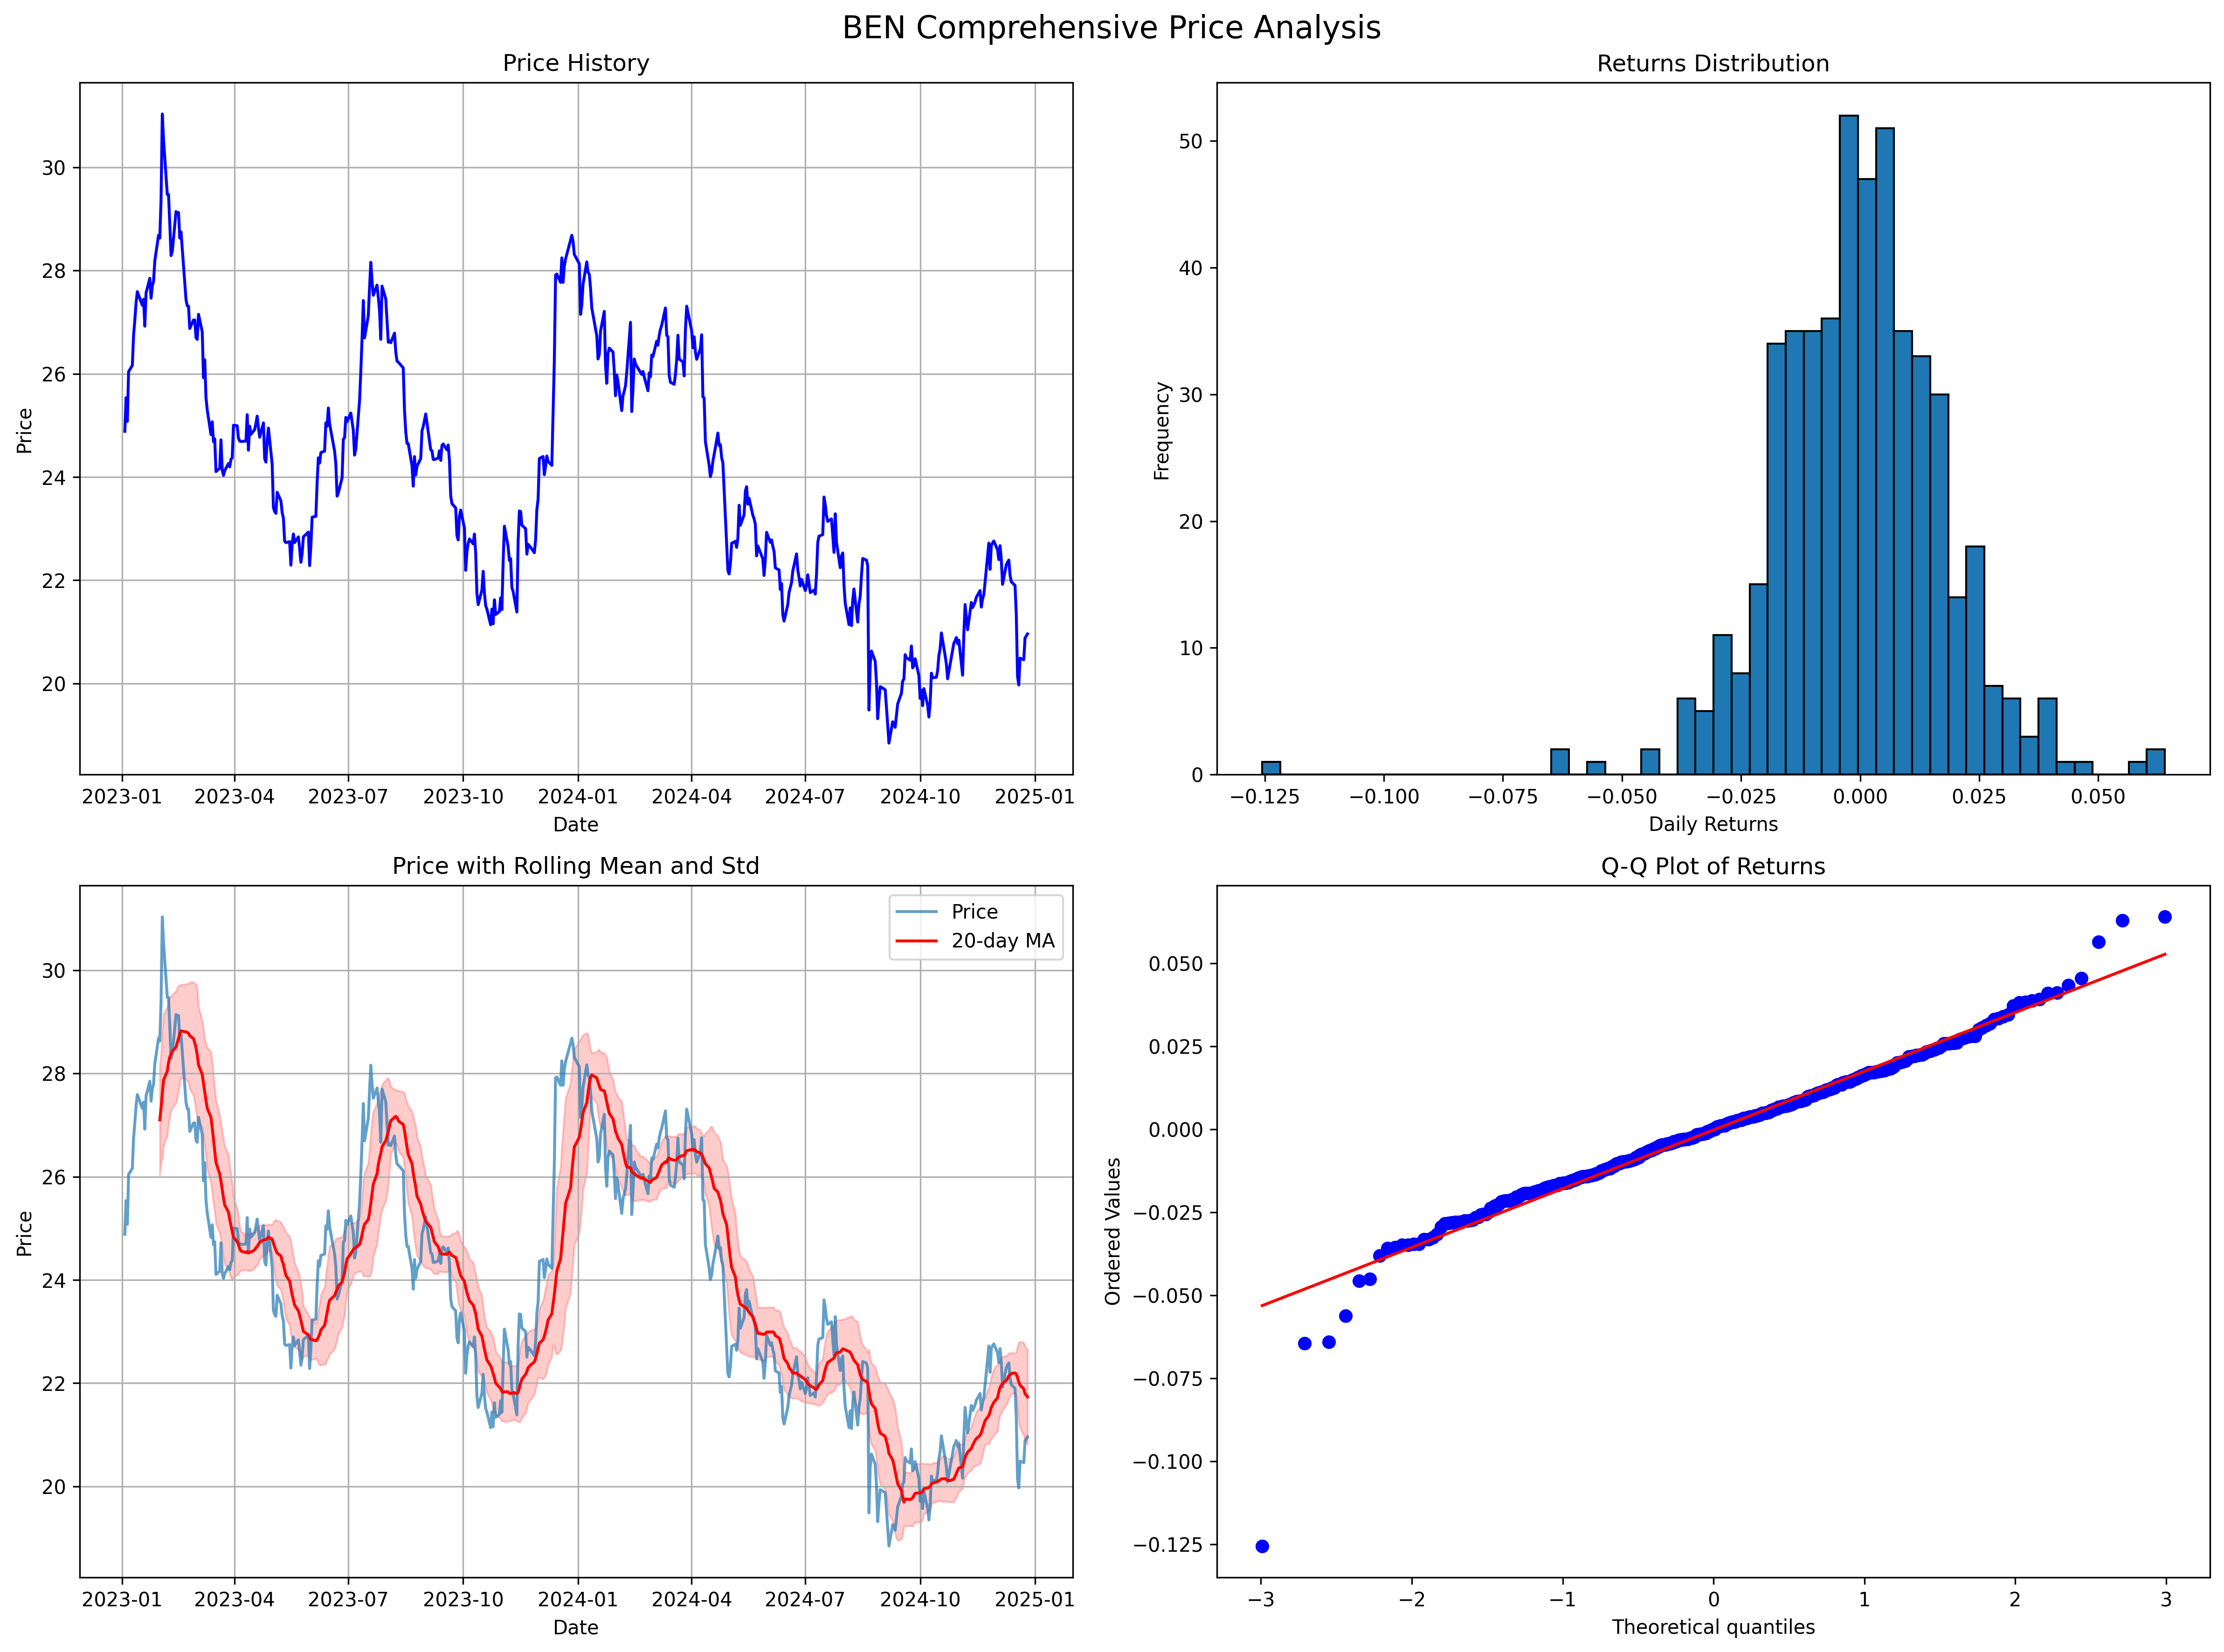 BEN Comprehensive Price Analysis
Price History
30
28
26
24
22
20
Price
2023-01 2023-04 2023-07 2023-10 2024-01 2024-04 2024-07 2024-10 2025-01
Date
Returns Distribution
50
40
30
20
10
0
Frequency
−0.125 −0.100 −0.075 −0.050 −0.025 0.000 0.025 0.050
Daily Returns
Price with Rolling Mean and Std
Price
20-day MA
30
28
26
24
22
20
Price
2023-01 2023-04 2023-07 2023-10 2024-01 2024-04 2024-07 2024-10 2025-01
Date
Q-Q Plot of Returns
0.050
0.025
0.000
−0.025
−0.050
−0.075
−0.100
−0.125
Ordered Values
−3 −2 −1 0 1 2 3
Theoretical quantiles